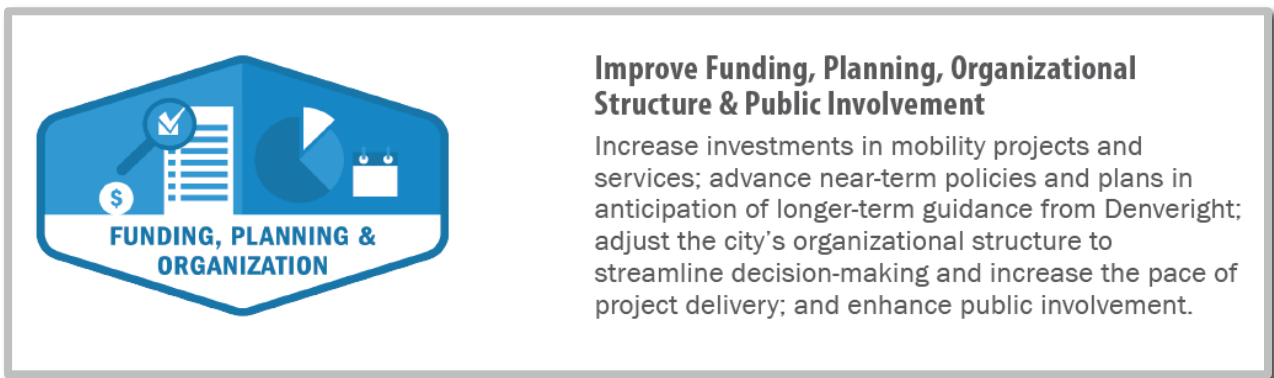 Improve Funding, Planning, Organizational
Structure & Public Involvement
Increase investments in mobility projects and
services; advance near-term policies and plans in
anticipation of longer-term guidance from Denveright;
adjust the city's organizational structure to
streamline decision-making and increase the pace of
project delivery; and enhance public involvement.
$
FUNDING, PLANNING &
ORGANIZATION